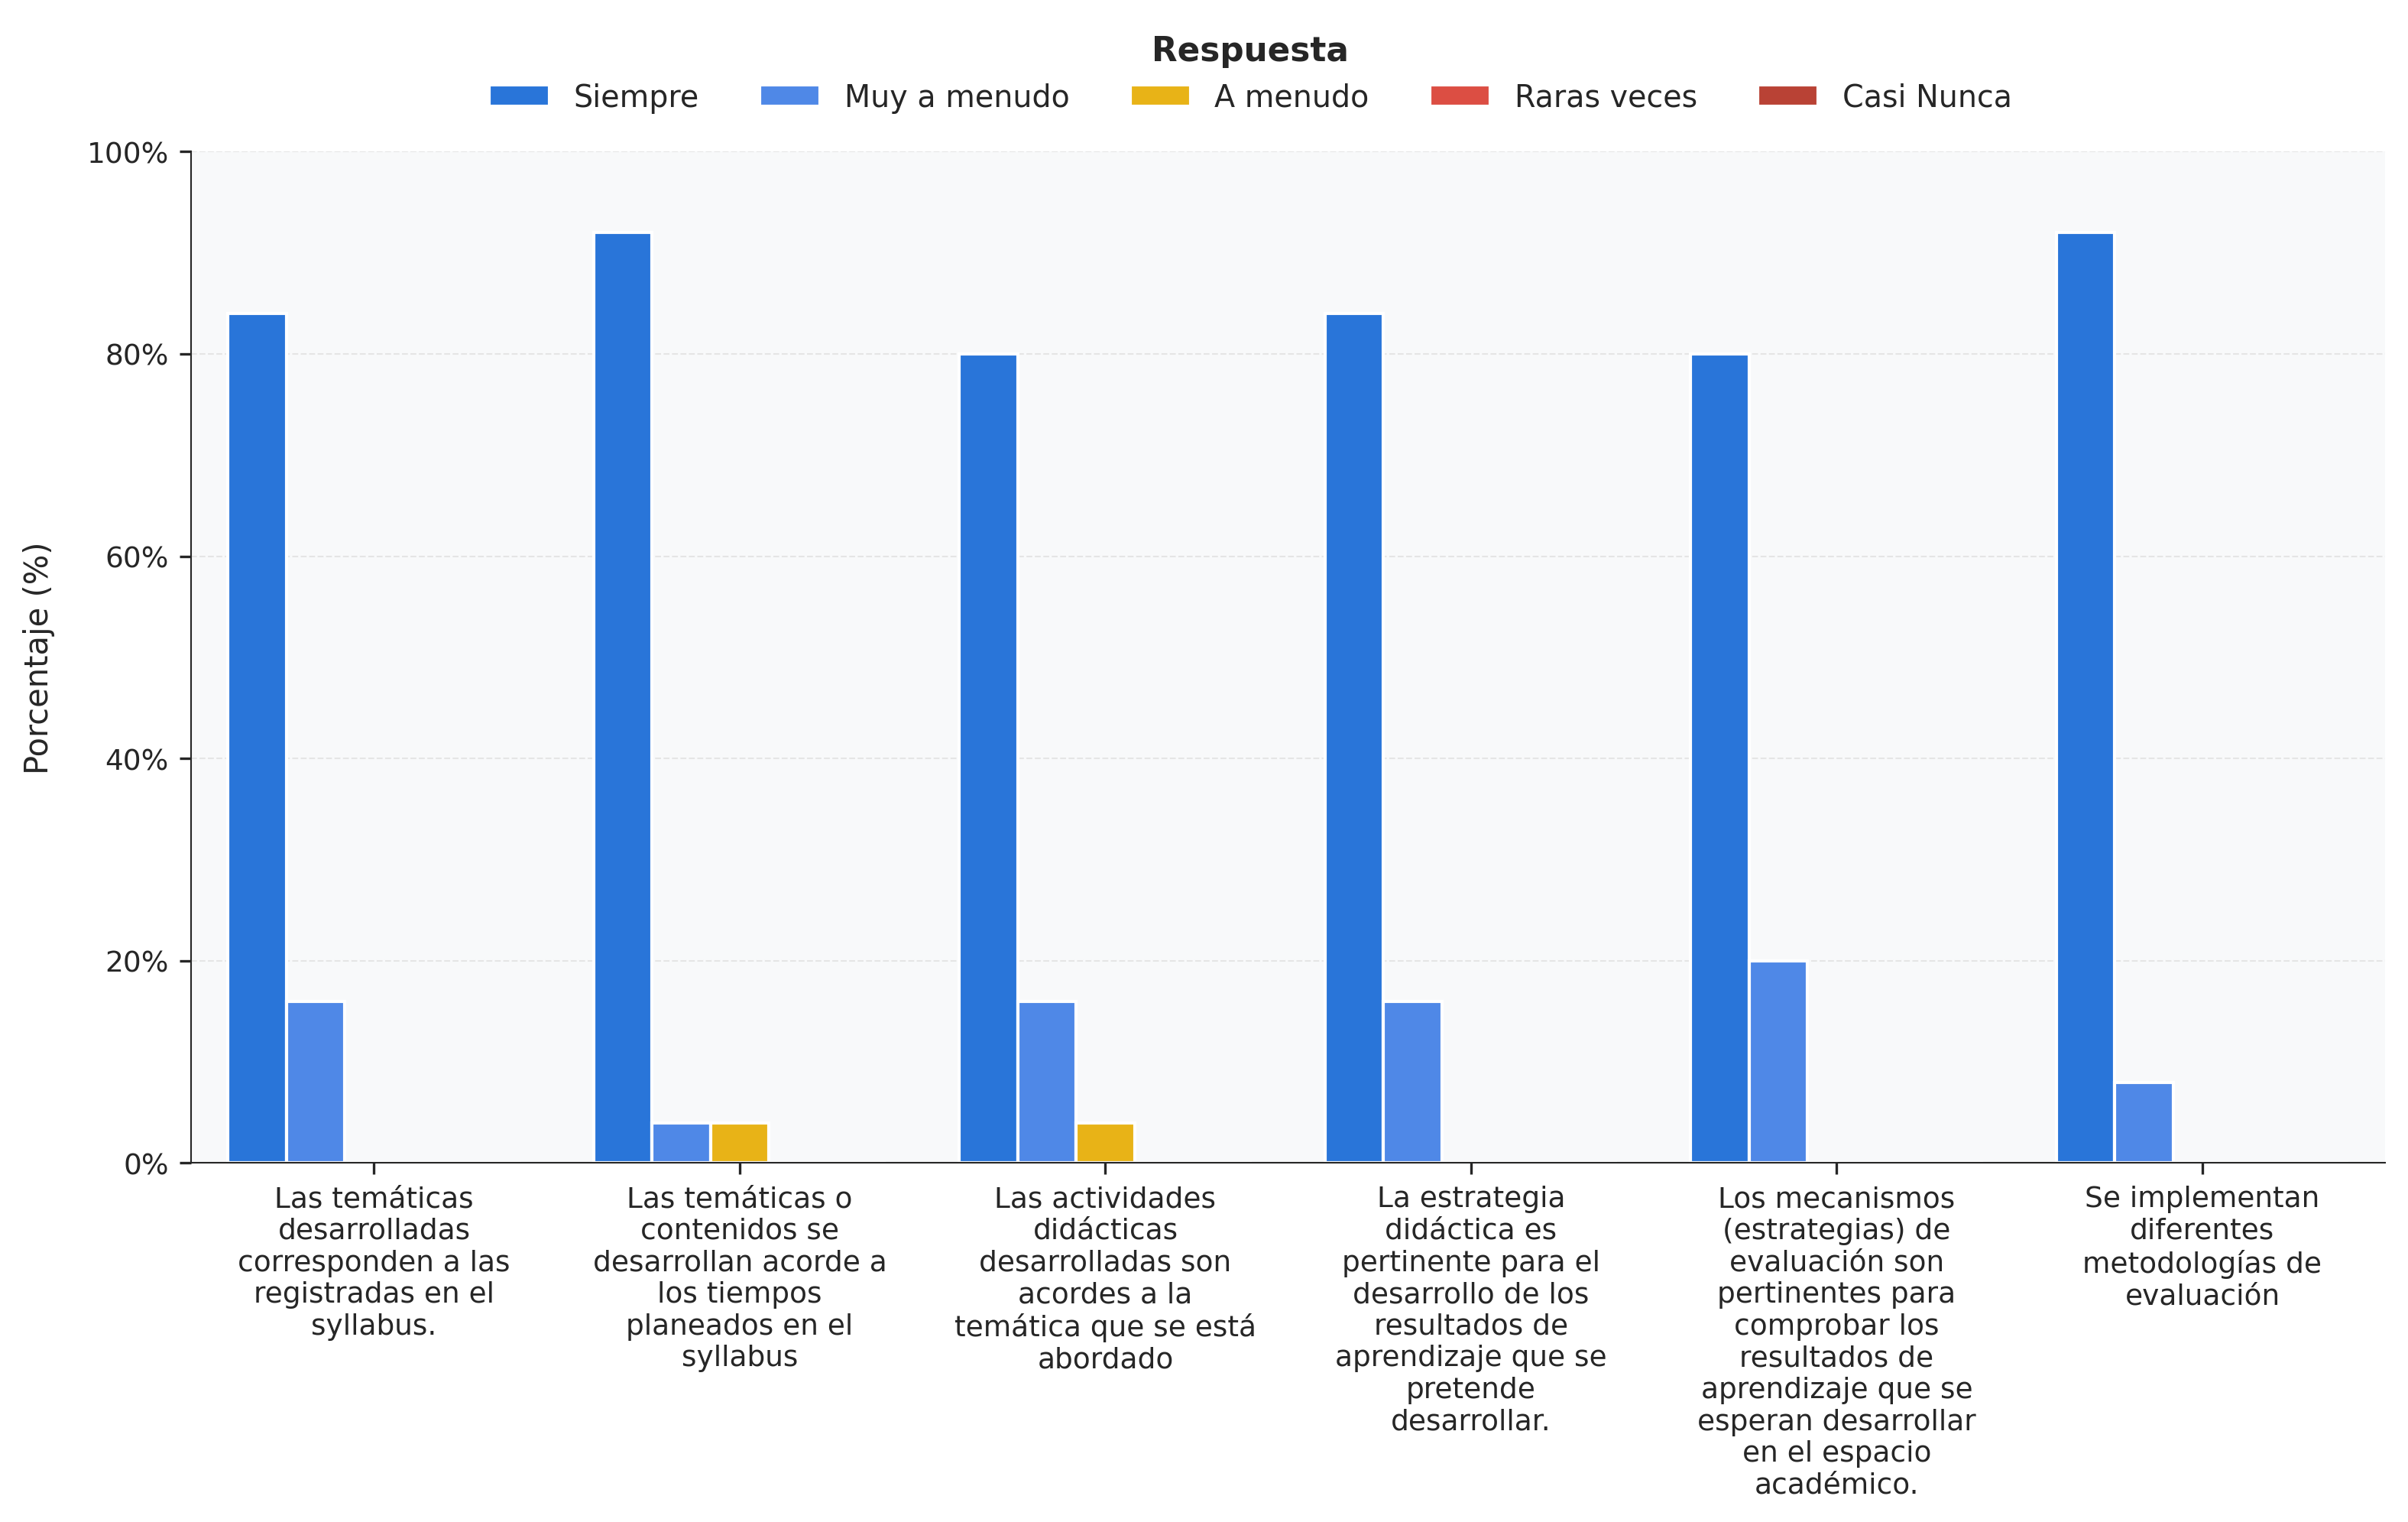 Respuesta
Siempre
Muy a menudo
A menudo
Raras veces
Casi Nunca
Porcentaje (%)
100%
80%
60%
40%
20%
0%
Las temáticas
desarrolladas
corresponden a las
registradas en el
syllabus.
Las temáticas o
contenidos se
desarrollan acorde a
los tiempos
planeados en el
syllabus
Las actividades
didácticas
desarrolladas son
acordes a la
temática que se está
abordado
La estrategia
didáctica es
pertinente para el
desarrollo de los
resultados de
aprendizaje que se
pretende
desarrollar.
Los mecanismos
(estrategias) de
evaluación son
pertinentes para
comprobar los
resultados de
aprendizaje que se
esperan desarrollar
en el espacio
académico.
Se implementan
diferentes
metodologías de
evaluación